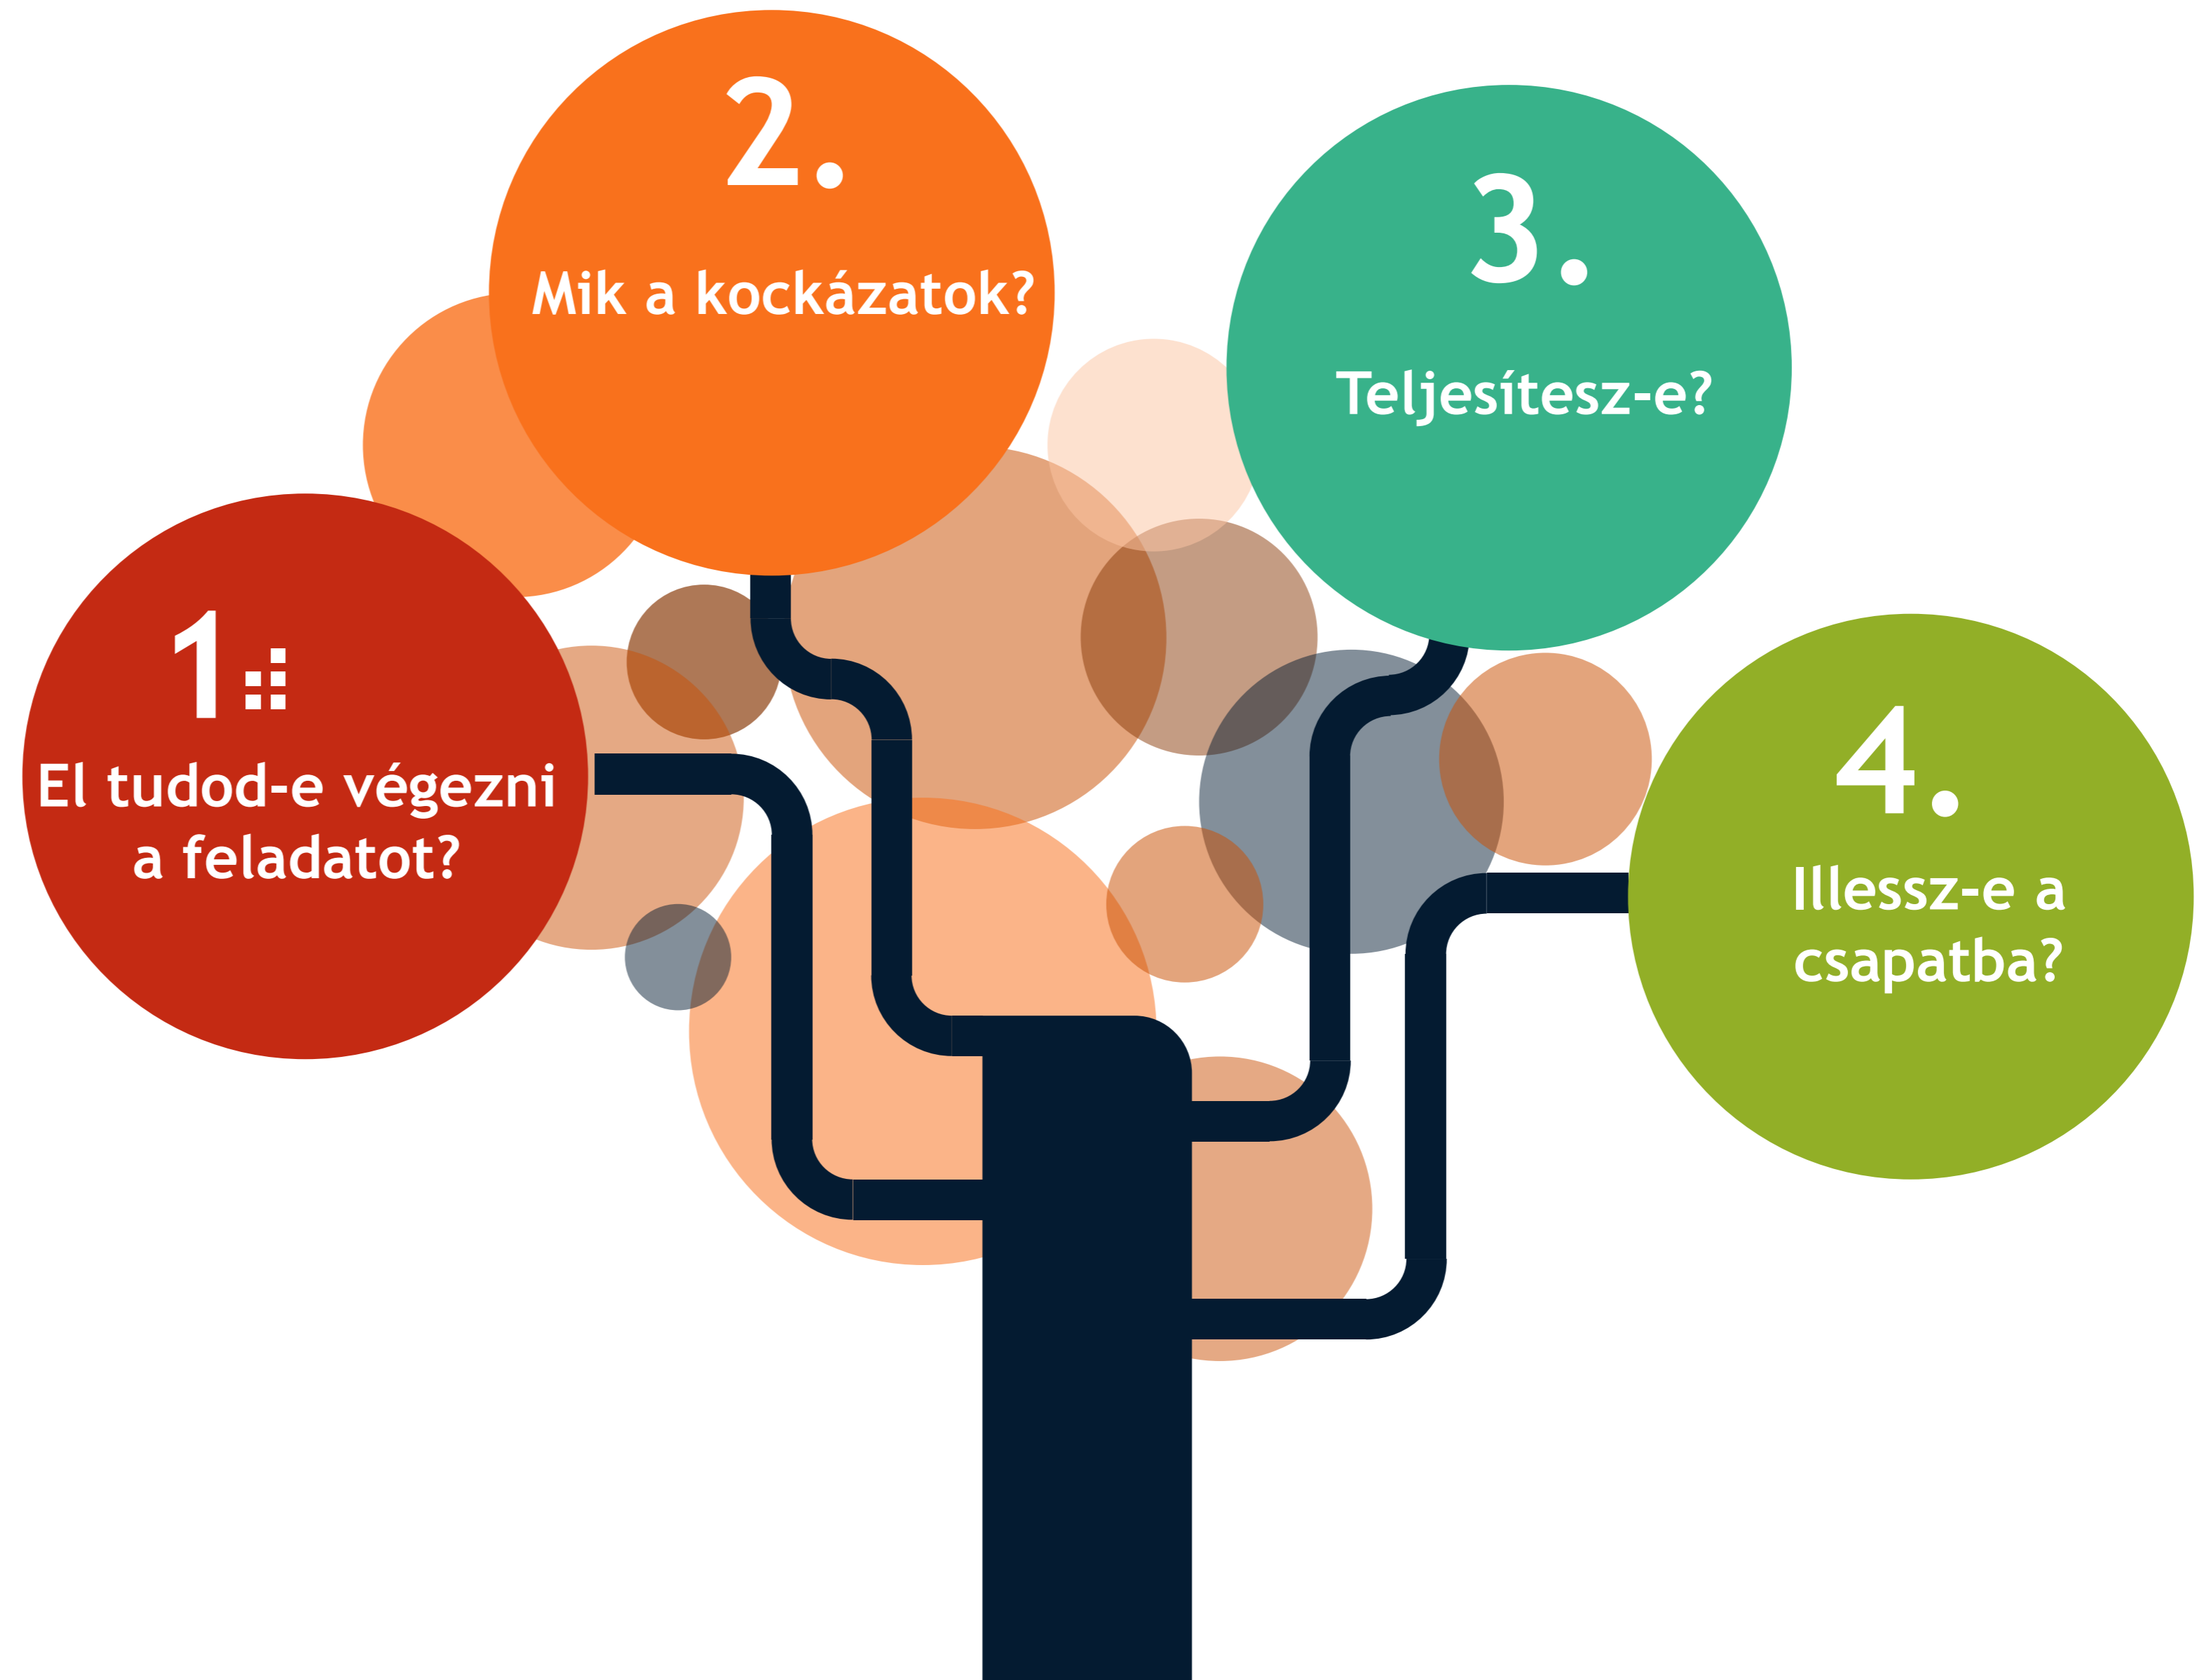 1
El tudod-e végezni
a feladatot?
2.
Mik a kockázatok?
3.
Teljesítesz-e?
4.
Illessz-e a
csapatba?